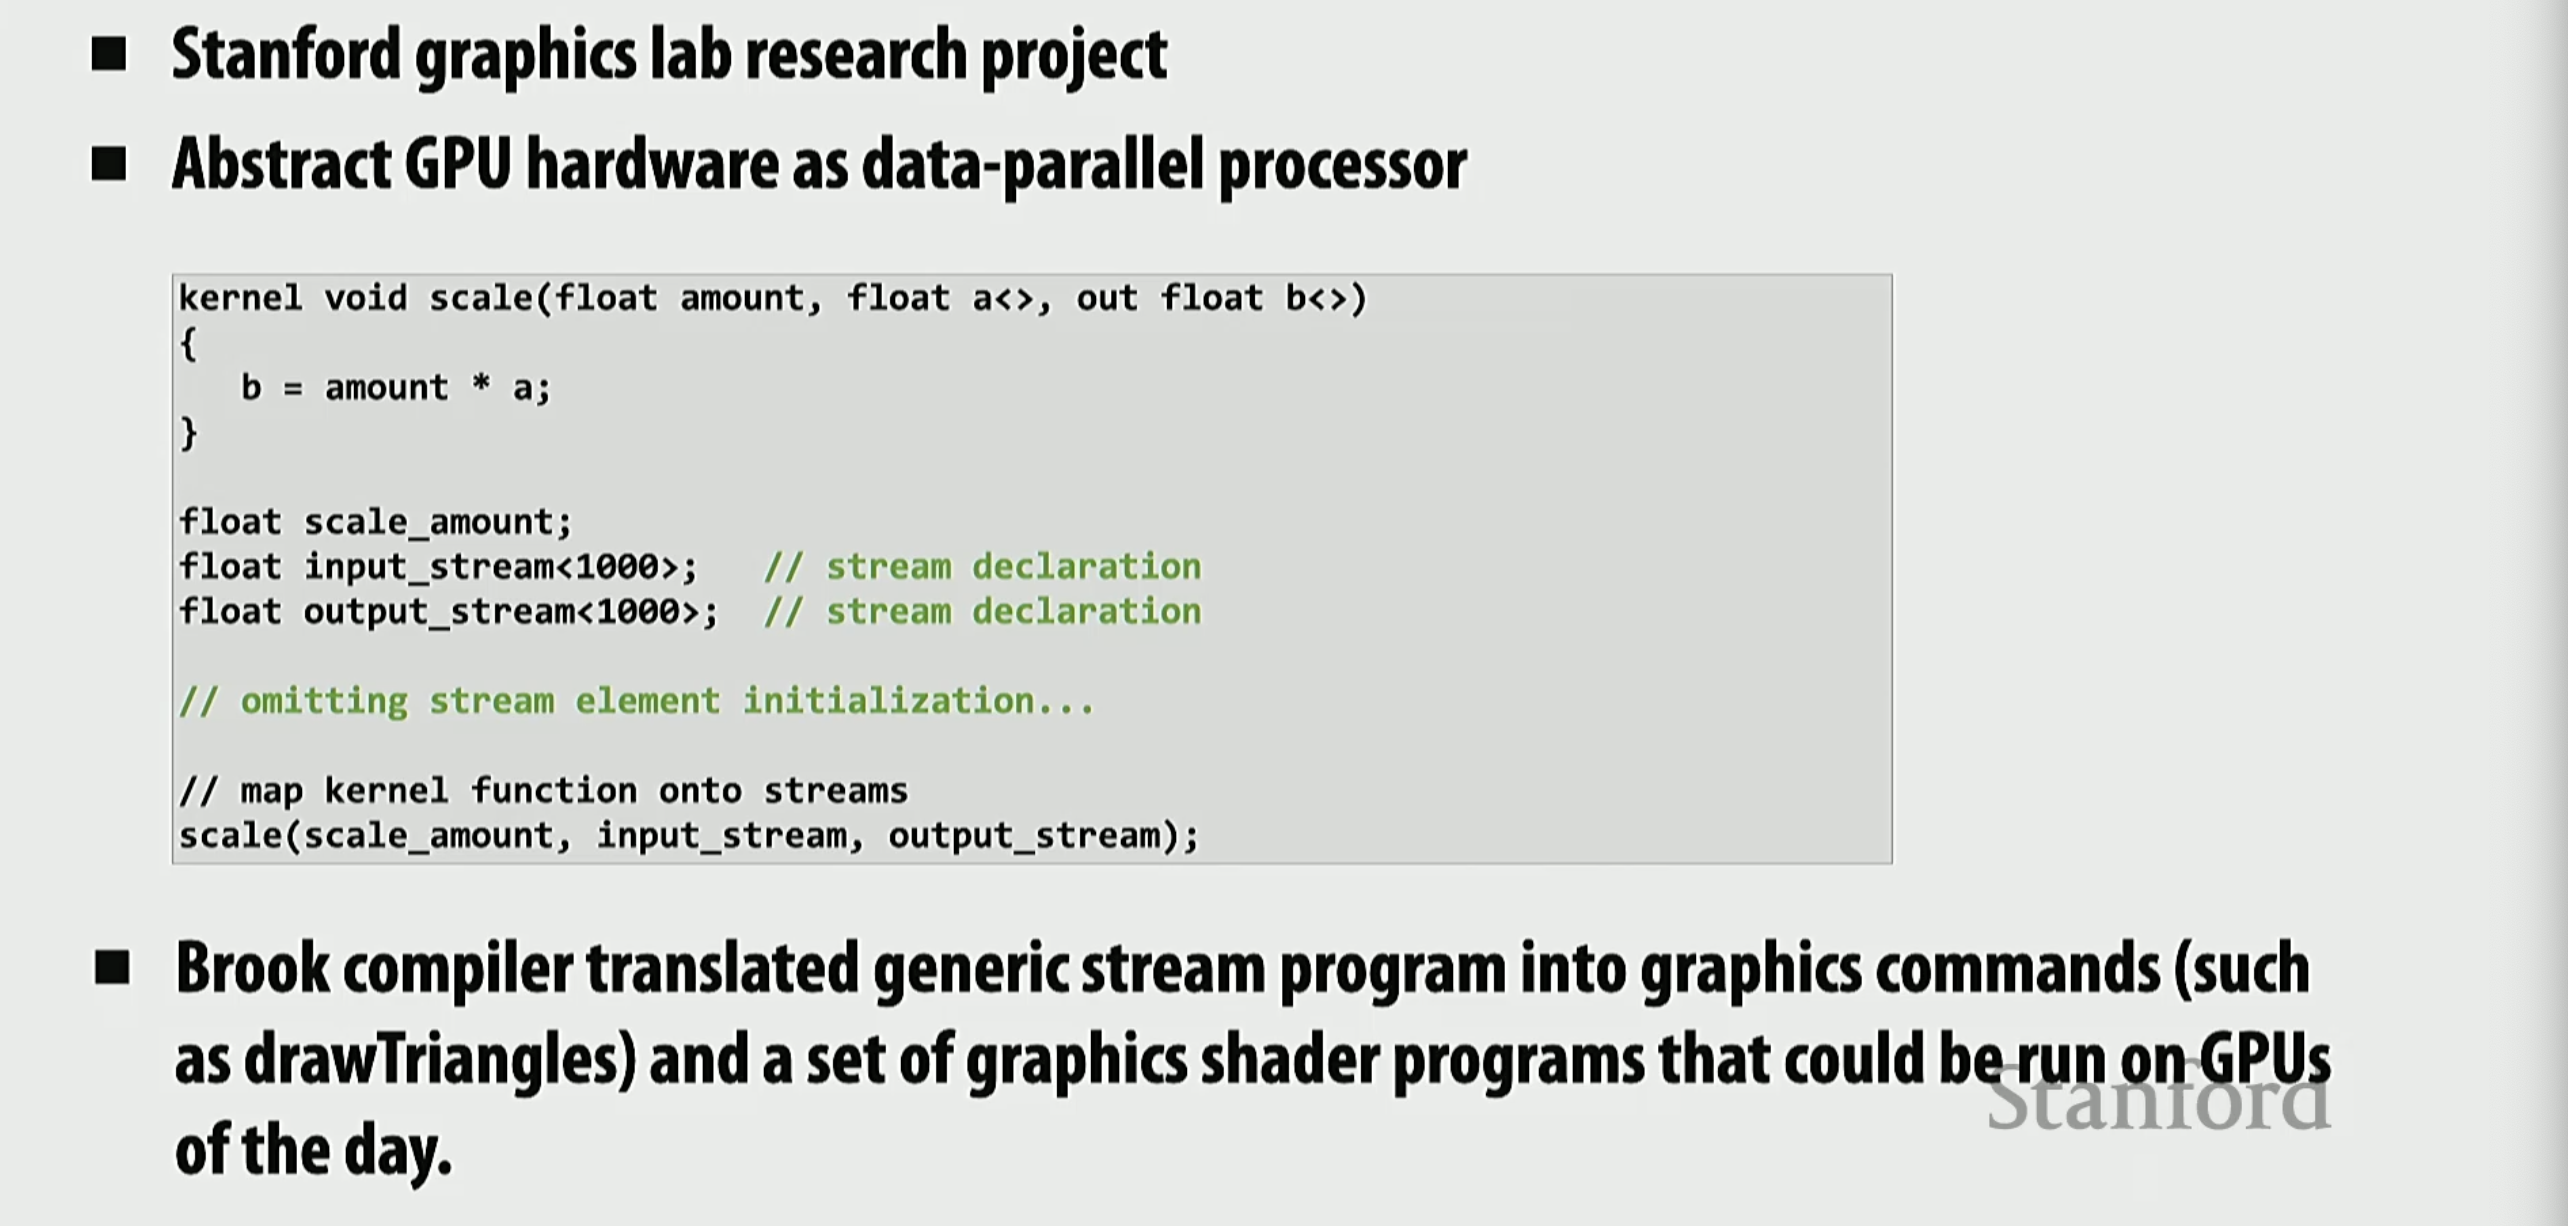 ■ Stanford graphics lab research project
■ Abstract GPU hardware as data-parallel processor
kernel void scale(float amount, float a<>, out float b<>)
{
   b = amount * a;
}
float scale_amount;
float input_stream<1000>;   // stream declaration
float output_stream<1000>;  // stream declaration
// omitting stream element initialization...
// map kernel function onto streams
scale(scale_amount, input_stream, output_stream);
■ Brook compiler translated generic stream program into graphics commands (such
as drawTriangles) and a set of graphics shader programs that could be run on GPUs
of the day.
Stanford